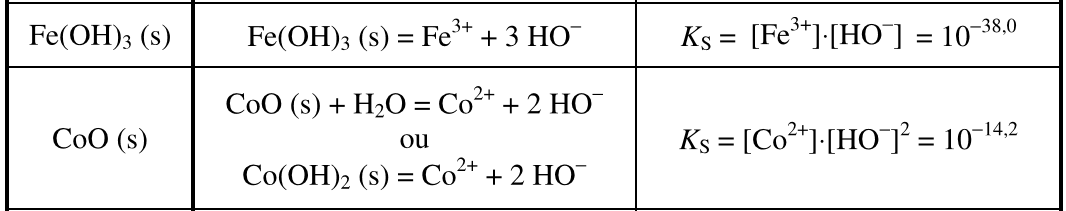 Fe(OH)₃ (s) Fe(OH)₃ (s) = Fe³⁺ + 3 HO⁻ K_S = [Fe³⁺]·[HO⁻] = 10⁻³⁸,⁰
CoO (s) + H₂O = Co²⁺ + 2 HO⁻
CoO (s) ou K_S = [Co²⁺]·[HO⁻]² = 10⁻¹⁴,²
Co(OH)₂ (s) = Co²⁺ + 2 HO⁻